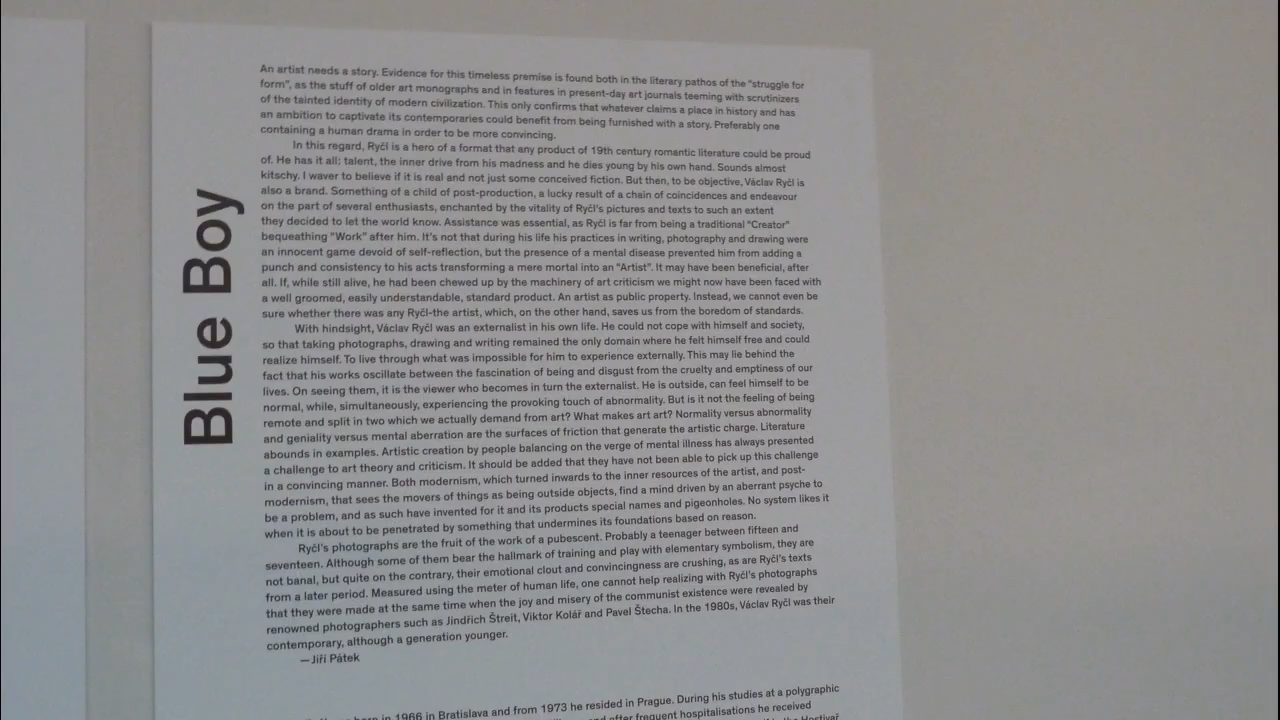 Blue Boy
An artist needs a story. Evidence for this timeless premise is found both in the literary pathos of the "struggle for
form", as the stuff of older art monographs and in features in present-day art journals teeming with scrutinizers
of the tainted identity of modern civilization. This only confirms that whatever claims a place in history and has
an ambition to captivate its contemporaries could benefit from being furnished with a story. Preferably one
containing a human drama in order to be more convincing.
In this regard, Ryčl is a hero of a format that any product of 19th century romantic literature could be proud
of. He has it all: talent, the inner drive from his madness and he dies young by his own hand. Sounds almost
kitschy. I waver to believe if it is real and not just some conceived fiction. But then, to be objective, Václav Ryčl is
also a brand. Something of a child of post-production, a lucky result of a chain of coincidences and endeavour
on the part of several enthusiasts, enchanted by the vitality of Ryčl's pictures and texts to such an extent
they decided to let the world know. Assistance was essential, as Ryčl is far from being a traditional "Creator"
bequeathing "Work" after him. It's not that during his life his practices in writing, photography and drawing were
an innocent game devoid of self-reflection, but the presence of a mental disease prevented him from adding a
punch and consistency to his acts transforming a mere mortal into an "Artist". It may have been beneficial, after
all. If, while still alive, he had been chewed up by the machinery of art criticism we might now have been faced with
a well groomed, easily understandable, standard product. An artist as public property. Instead, we cannot even be
sure whether there was any Ryčl-the artist, which, on the other hand, saves us from the boredom of standards.
With hindsight, Václav Ryčl was an externalist in his own life. He could not cope with himself and society,
so that taking photographs, drawing and writing remained the only domain where he felt himself free and could
realize himself. To live through what was impossible for him to experience externally. This may lie behind the
fact that his works oscillate between the fascination of being and disgust from the cruelty and emptiness of our
lives. On seeing them, it is the viewer who becomes in turn the externalist. He is outside, can feel himself to be
normal, while, simultaneously, experiencing the provoking touch of abnormality. But is it not the feeling of being
remote and split in two which we actually demand from art? What makes art art? Normality versus abnormality
and geniality versus mental aberration are the surfaces of friction that generate the artistic charge. Literature
abounds in examples. Artistic creation by people balancing on the verge of mental illness has always presented
a challenge to art theory and criticism. It should be added that they have not been able to pick up this challenge
in a convincing manner. Both modernism, which turned inwards to the inner resources of the artist, and post-
modernism, that sees the movers of things as being outside objects, find a mind driven by an aberrant psyche to
be a problem, and as such have invented for it and its products special names and pigeonholes. No system likes it
when it is about to be penetrated by something that undermines its foundations based on reason.
Ryčl's photographs are the fruit of the work of a pubescent. Probably a teenager between fifteen and
seventeen. Although some of them bear the hallmark of training and play with elementary symbolism, they are
not banal, but quite on the contrary, their emotional clout and convincingness are crushing, as are Ryčl's texts
from a later period. Measured using the meter of human life, one cannot help realizing with Ryčl's photographs
that they were made at the same time when the joy and misery of the communist existence were revealed by
renowned photographers such as Jindřich Štreit, Viktor Kolář and Pavel Štecha. In the 1980s, Václav Ryčl was their
contemporary, although a generation younger.
—Jiří Pátek
born in 1966 in Bratislava and from 1973 he resided in Prague. During his studies at a polygraphic
and after frequent hospitalisations he received
the Hostivař